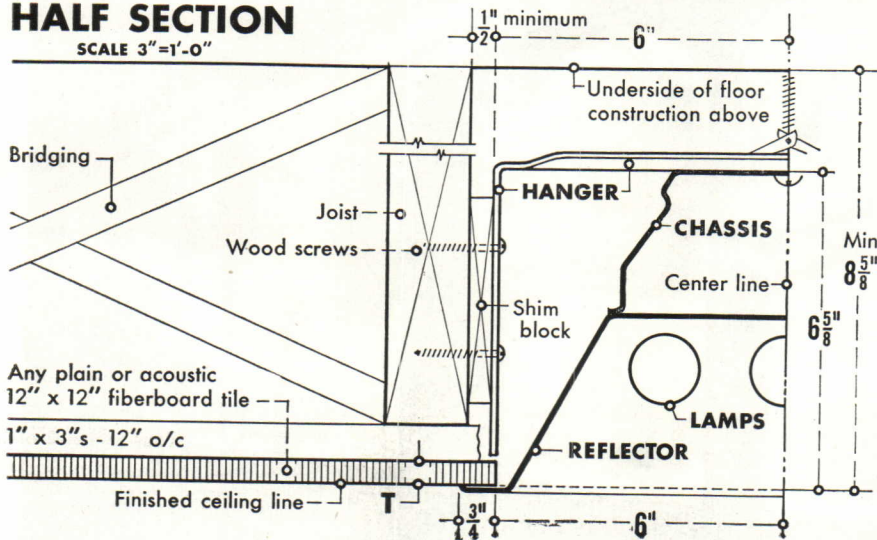 HALF SECTION
SCALE 3"=1'-0"
1/2" minimum
6"
Underside of floor
construction above
Bridging
HANGER
Joist
CHASSIS
Wood screws
Min
8 5/8"
Center line
6 5/8"
Shim
block
Any plain or acoustic
12" x 12" fiberboard tile
LAMPS
1" x 3"s - 12" o/c
REFLECTOR
Finished ceiling line
T
3/4"
6"